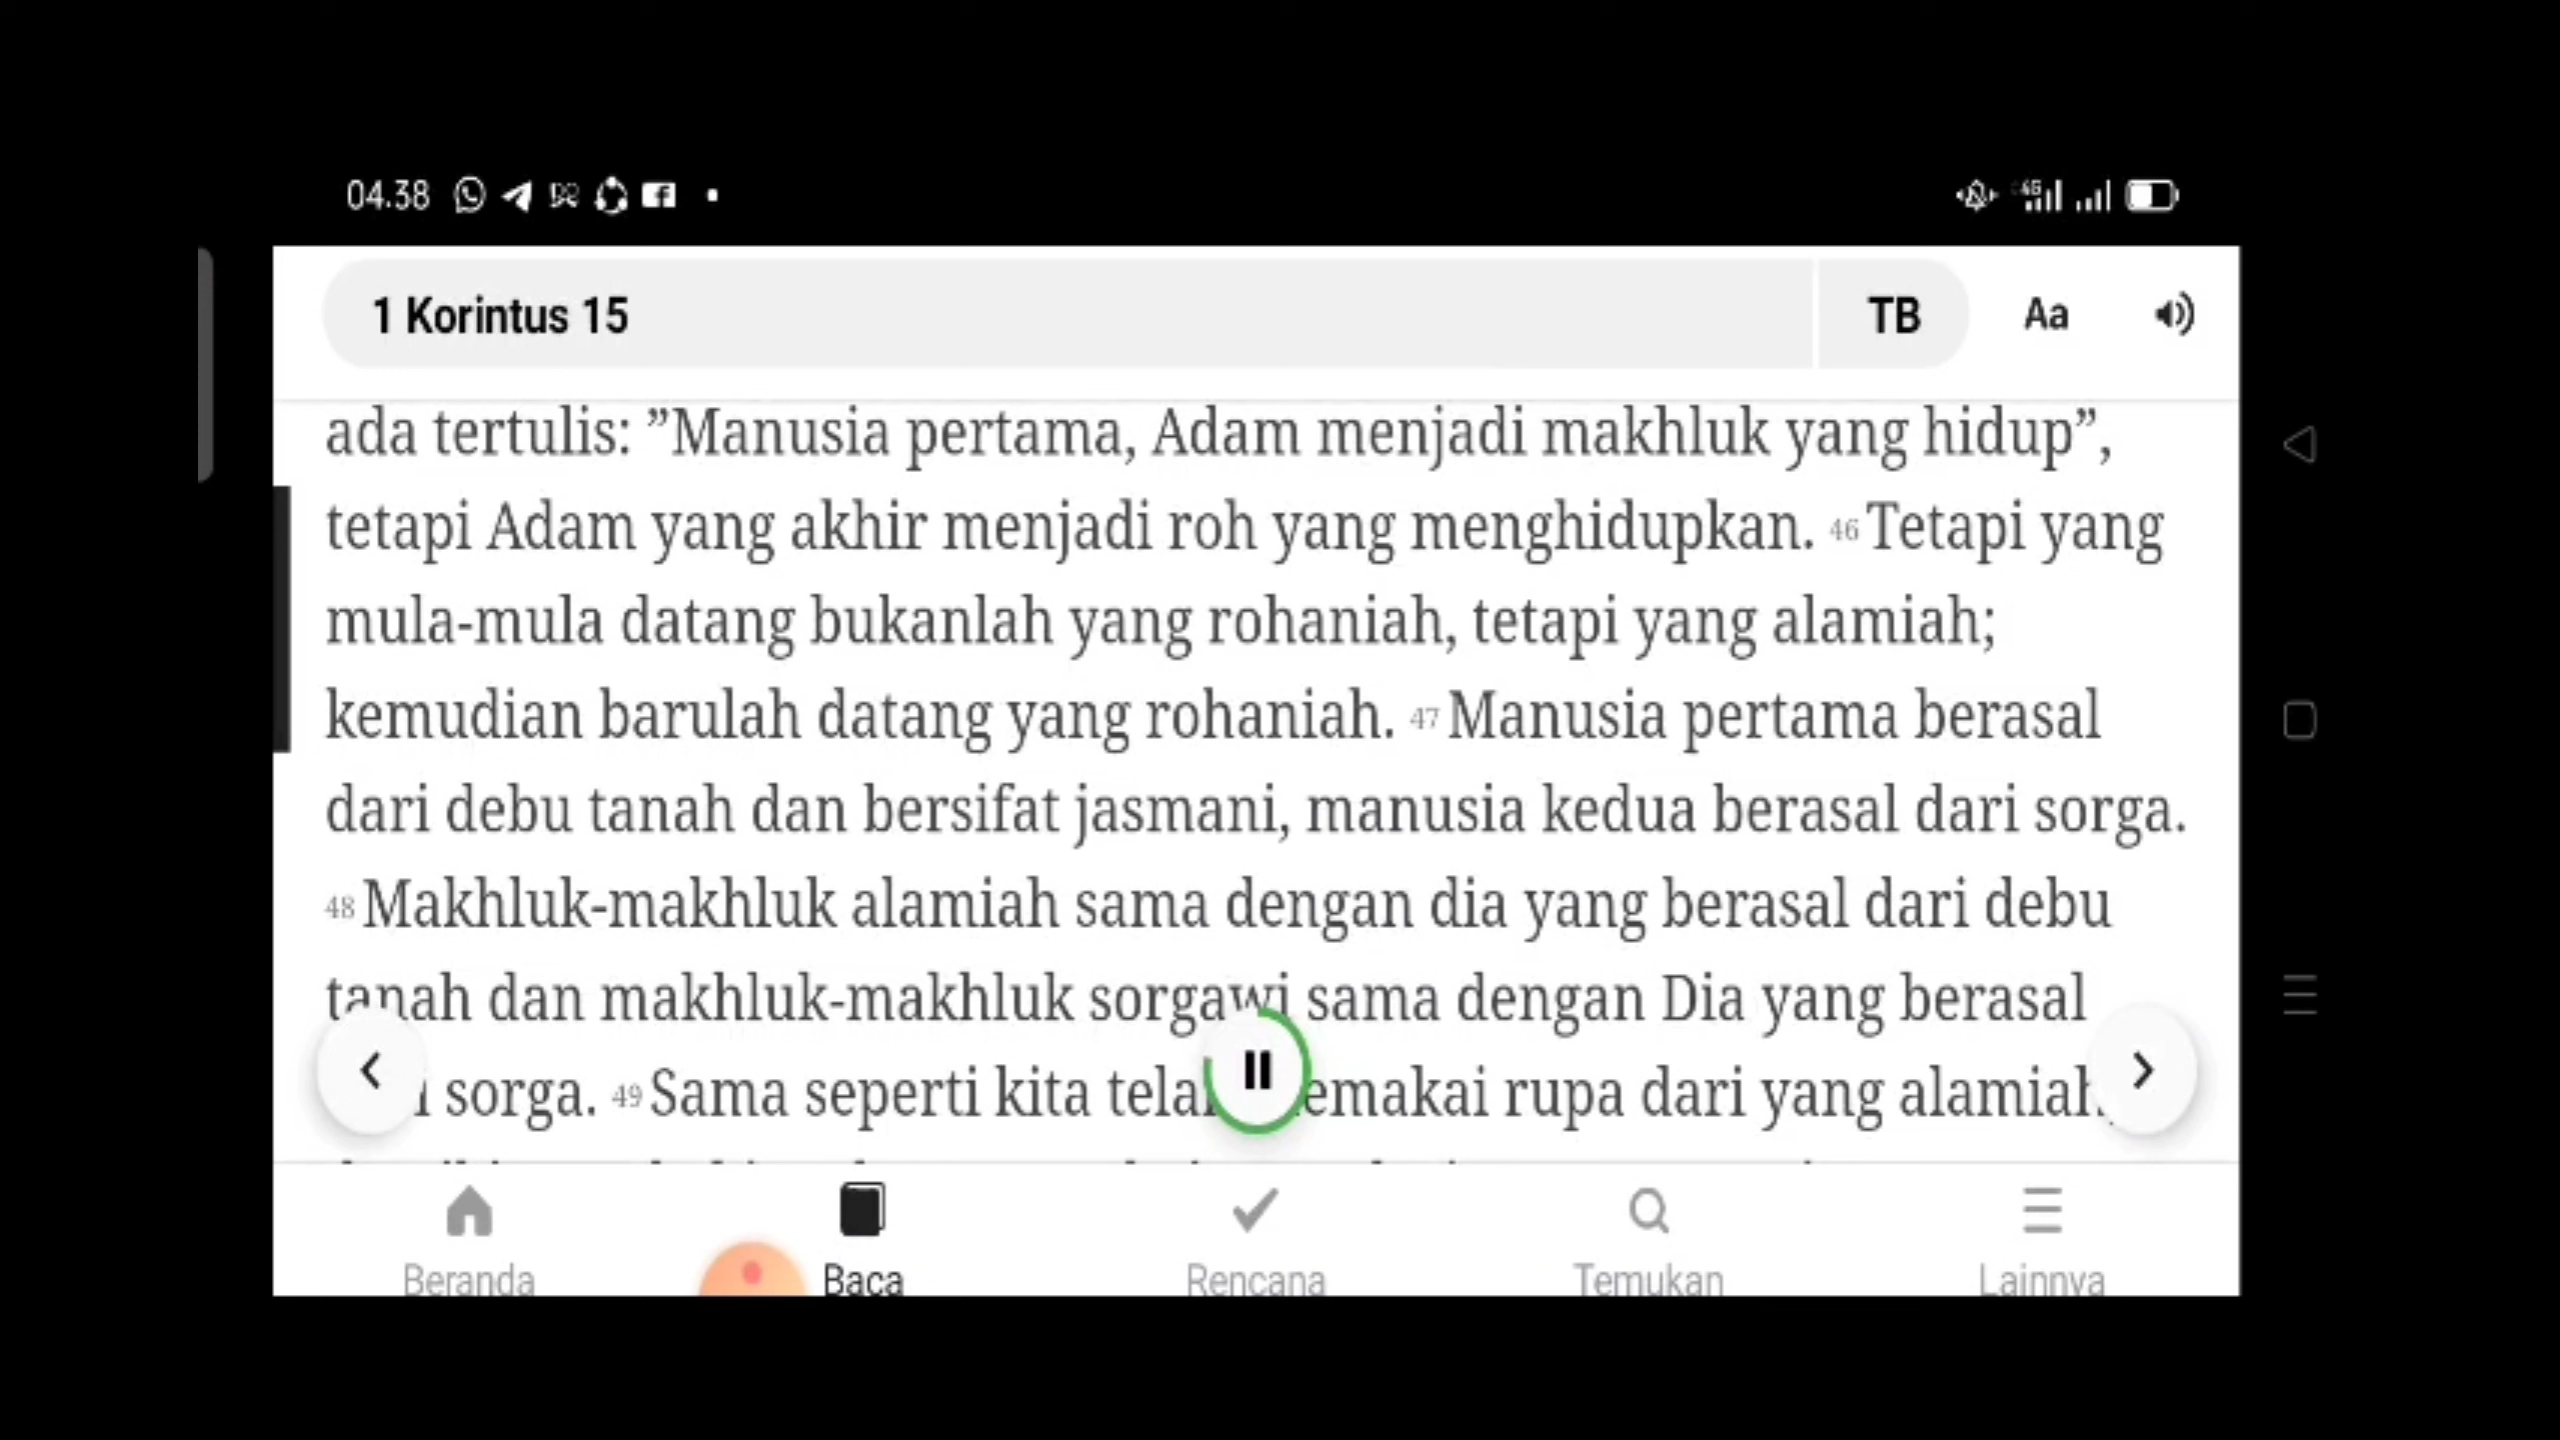 04.38
1 Korintus 15 TB Aa
ada tertulis: ”Manusia pertama, Adam menjadi makhluk yang hidup”,
tetapi Adam yang akhir menjadi roh yang menghidupkan. 46 Tetapi yang
mula-mula datang bukanlah yang rohaniah, tetapi yang alamiah;
kemudian barulah datang yang rohaniah. 47 Manusia pertama berasal
dari debu tanah dan bersifat jasmani, manusia kedua berasal dari sorga.
48 Makhluk-makhluk alamiah sama dengan dia yang berasal dari debu
tanah dan makhluk-makhluk sorgawi sama dengan Dia yang berasal
sorga. 49 Sama seperti kita rupa dari yang alamiah
Beranda Baca Rencana Temukan Lainnya